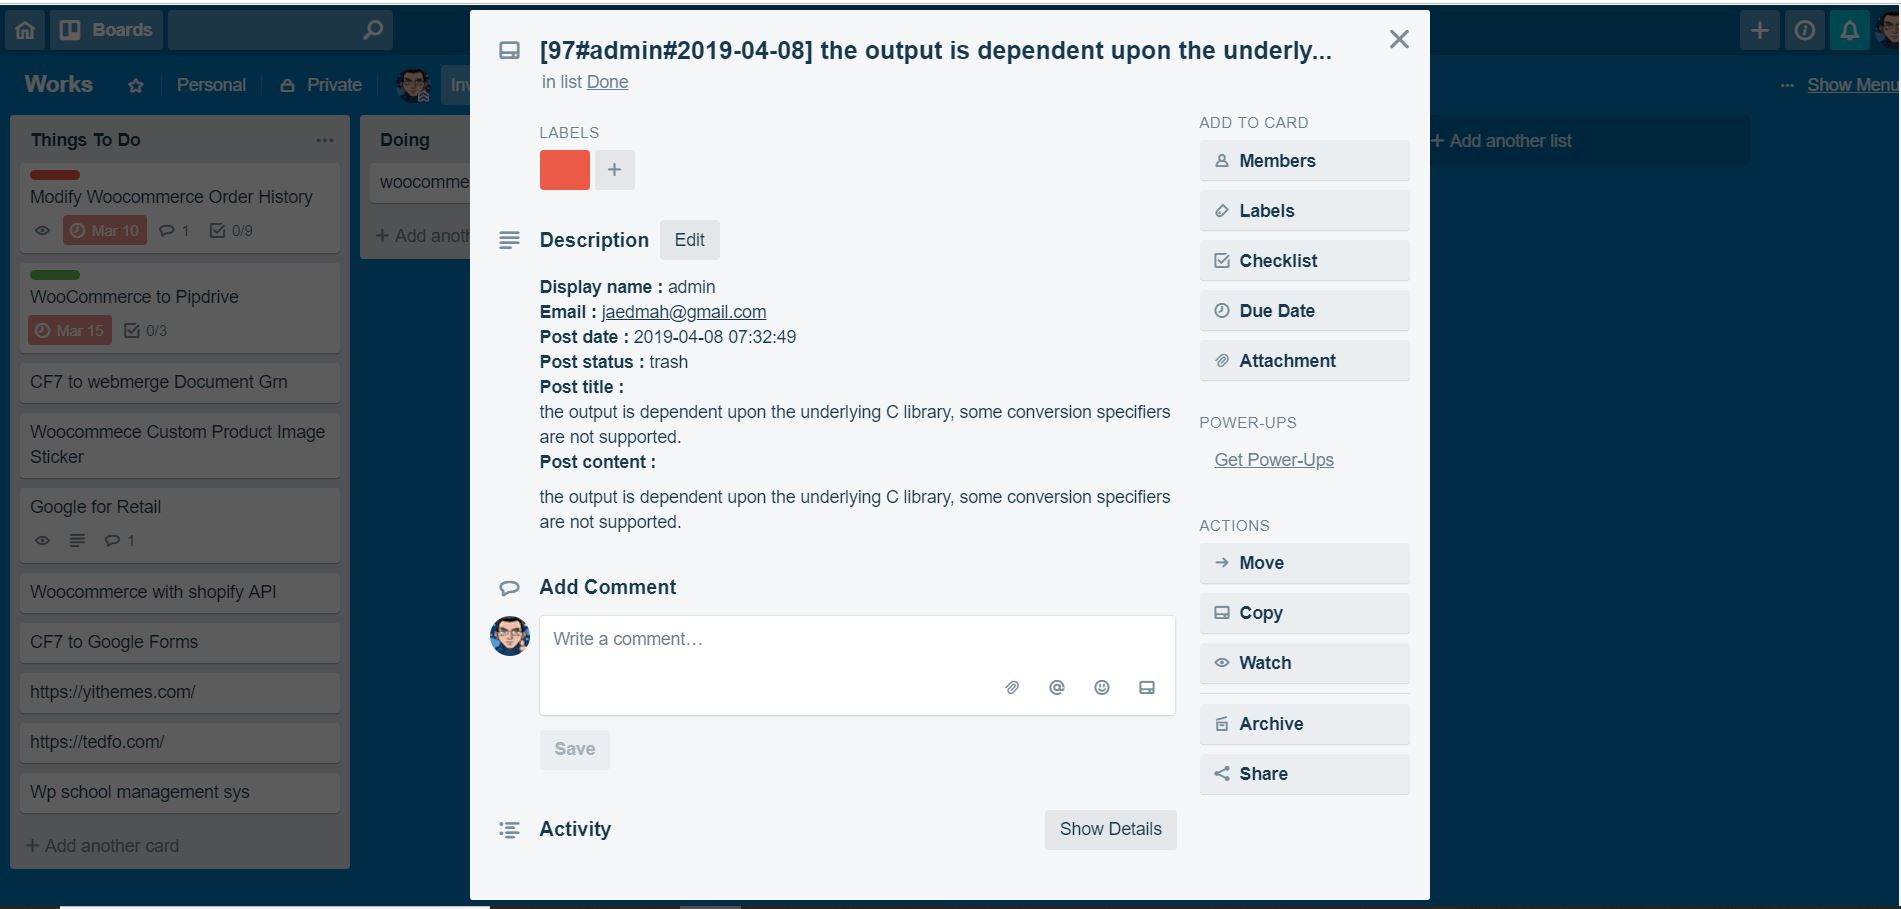 Boards
Works
Personal
Private
Inv
Show Menu
Things To Do
Modify Woocommerce Order History
Mar 10
1
0/9
WooCommerce to Pipdrive
Mar 15
0/3
CF7 to webmerge Document Grn
Woocommece Custom Product Image
Sticker
Google for Retail
1
Woocommerce with shopify API
CF7 to Google Forms
https://yithemes.com/
https://tedfo.com/
Wp school management sys
+ Add another card
Doing
woocomme
+ Add anoth
[97#admin#2019-04-08] the output is dependent upon the underly...
in list Done
LABELS
Description
Edit
Display name : admin
Email : jaedmah@gmail.com
Post date : 2019-04-08 07:32:49
Post status : trash
Post title :
the output is dependent upon the underlying C library, some conversion specifiers
are not supported.
Post content :
the output is dependent upon the underlying C library, some conversion specifiers
are not supported.
Add Comment
Write a comment…
Save
Activity
Show Details
ADD TO CARD
Members
Labels
Checklist
Due Date
Attachment
POWER-UPS
Get Power-Ups
ACTIONS
Move
Copy
Watch
Archive
Share
+ Add another list